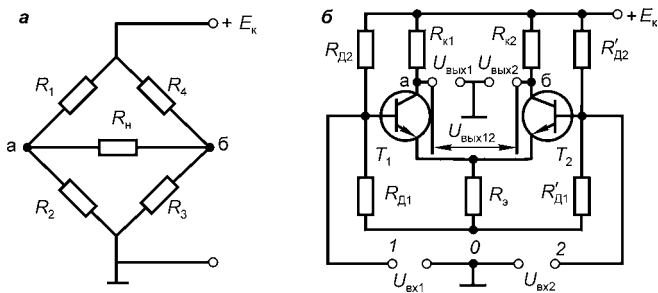 а
+ Eк
R1
R4
Rн
а
б
R2
R3
б
+ Eк
RД2
Rк1
Rк2
R′Д2
Uвых1
Uвых2
а
б
Uвых12
T1
T2
RД1
Rэ
R′Д1
1
0
2
Uвх1
Uвх2